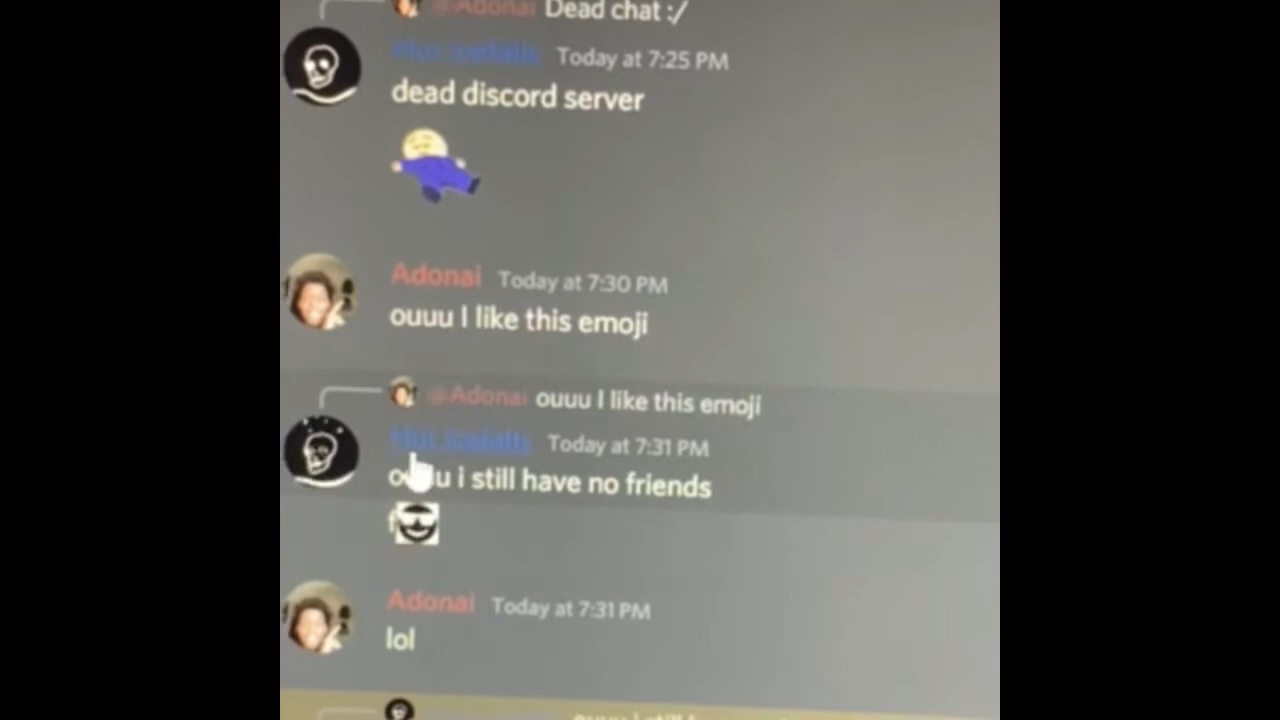 @Adonai Dead chat :/
Today at 7:25 PM
dead discord server
Adonai Today at 7:30 PM
ouuu I like this emoji
@Adonai ouuu I like this emoji
Today at 7:31 PM
i still have no friends
Adonai Today at 7:31 PM
lol